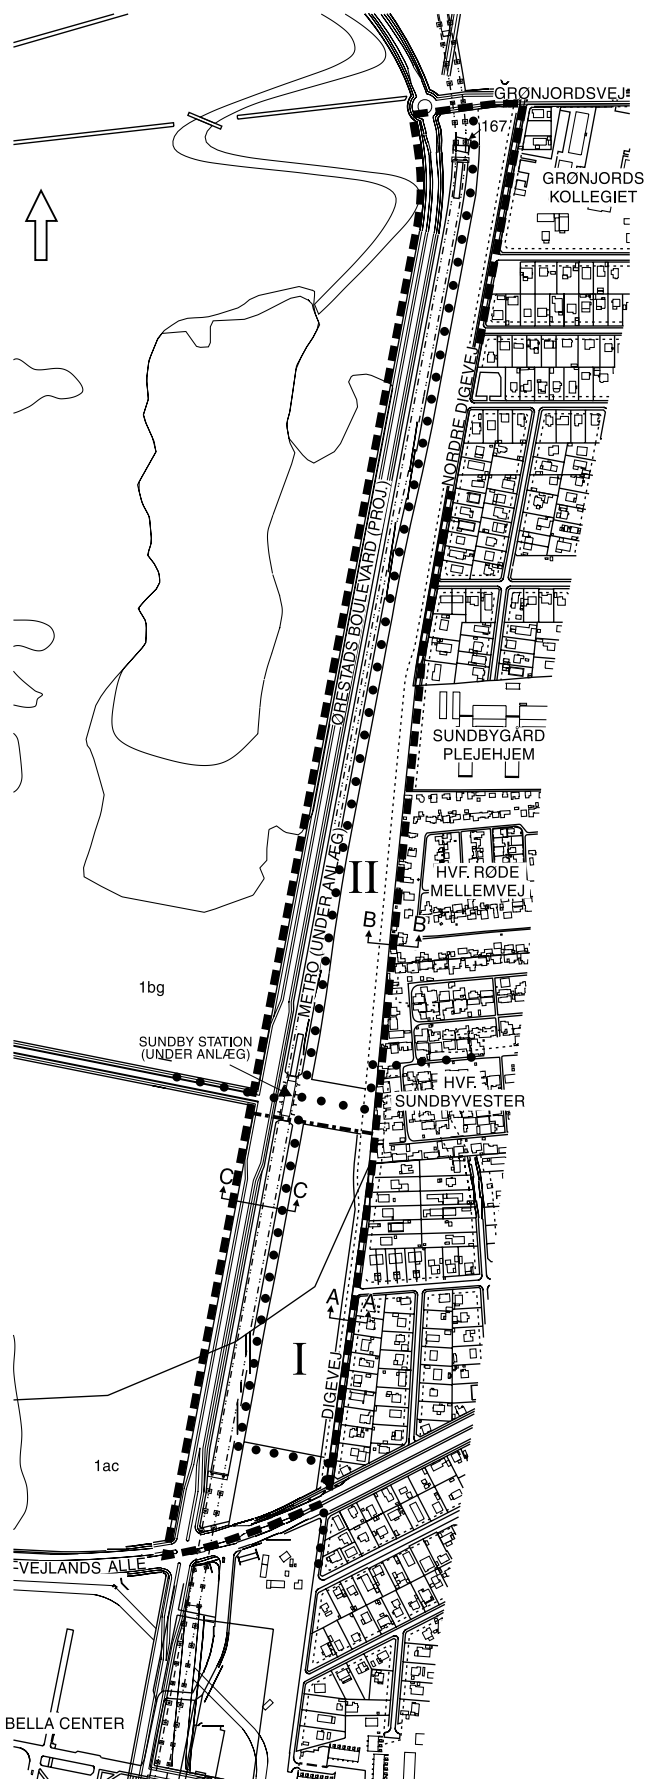 GRØNJORDSVEJ
167
GRØNJORDS
KOLLEGIET
NORDRE DIGEVEJ
ØRESTADS BOULEVARD (PROJ.)
SUNDBYGÅRD
PLEJEHJEM
METRO (UNDER ANLÆG)
II
HVF. RØDE
MELLEMVEJ
B
B
1bg
SUNDBY STATION
(UNDER ANLÆG)
HVF.
SUNDBYVESTER
C
C
A
A
I
DIGEVEJ
1ac
VEJLANDS ALLE
BELLA CENTER